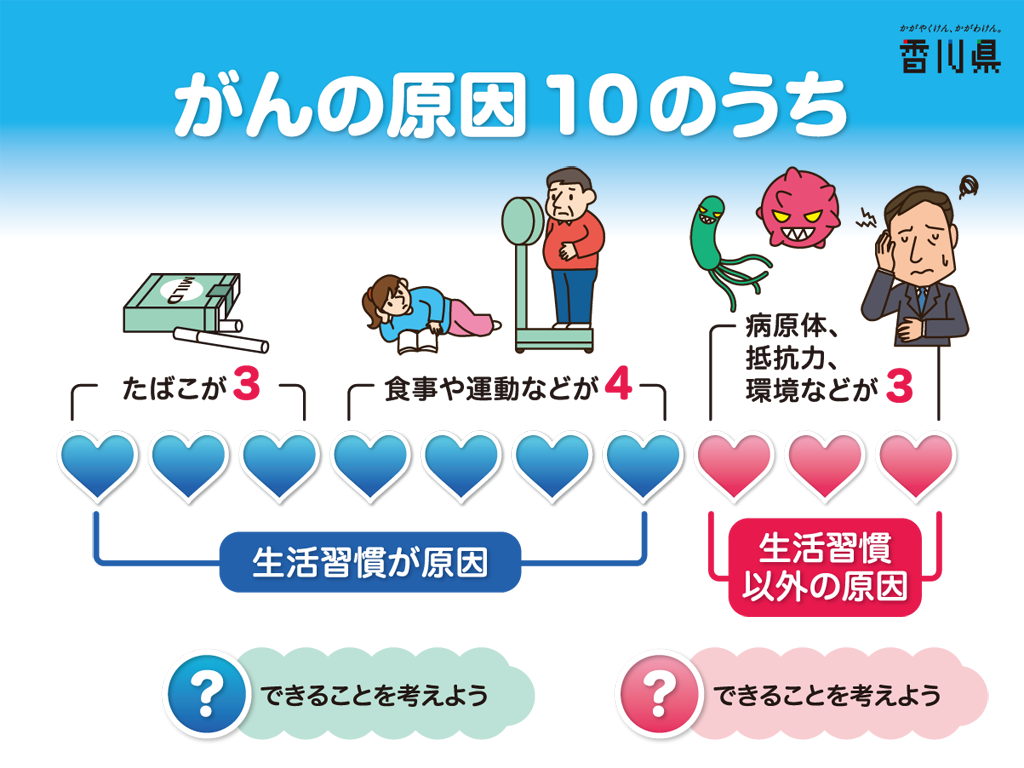 かがやくけん、かがわけん。
香川県
がんの原因10のうち
MILD
たばこが3
食事や運動などが4
病原体、
抵抗力、
環境などが3
生活習慣が原因
生活習慣
以外の原因
?
できることを考えよう
?
できることを考えよう